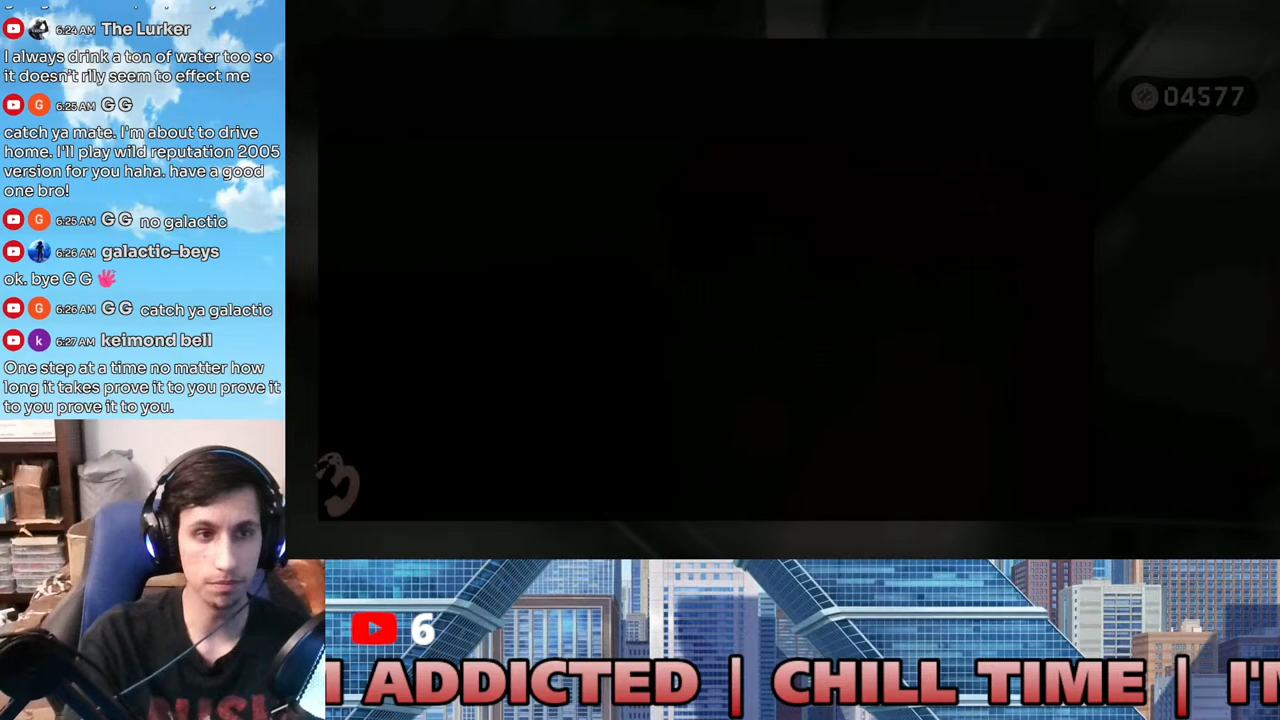 6:24 AM The Lurker
I always drink a ton of water too so
it doesn't rlly seem to effect me
G 6:25 AM G G
catch ya mate. I'm about to drive
home. I'll play wild reputation 2005
version for you haha. have a good
one bro!
G 6:25 AM G G no galactic
6:26 AM galactic-beys
ok. bye G G
G 6:26 AM G G catch ya galactic
k 6:27 AM keimond bell
One step at a time no matter how
long it takes prove it to you prove it
to you prove it to you.
04577
3
6
ADDICTED | CHILL TIME | I'